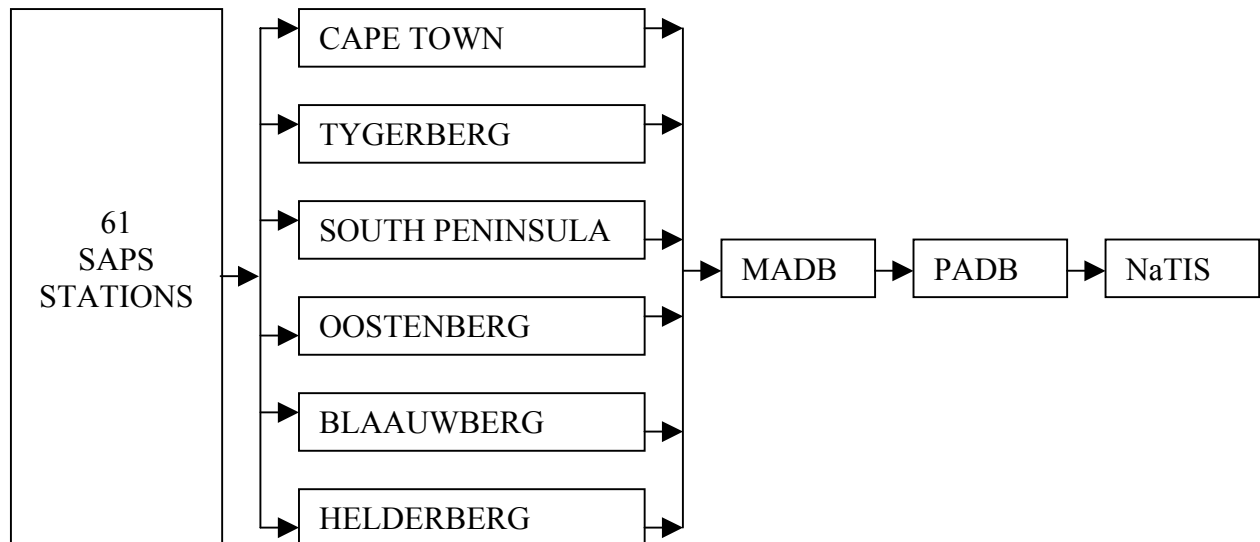 61
SAPS
STATIONS
CAPE TOWN
TYGERBERG
SOUTH PENINSULA
OOSTENBERG
BLAAUWBERG
HELDERBERG
MADB
PADB
NaTIS